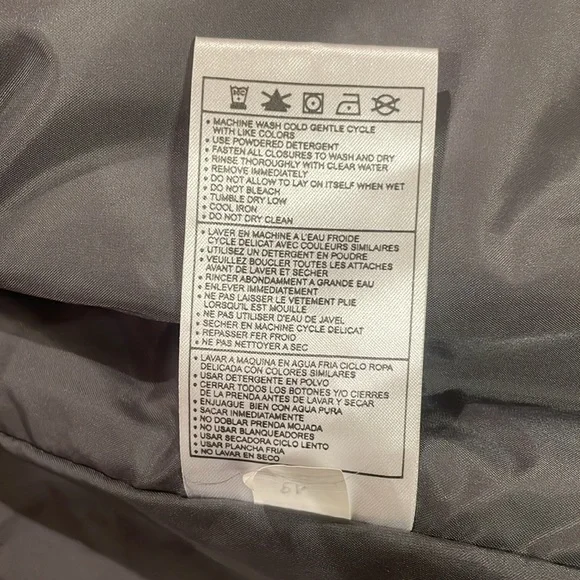 • MACHINE WASH COLD GENTLE CYCLE
WITH LIKE COLORS
• USE POWDERED DETERGENT
• FASTEN ALL CLOSURES TO WASH AND DRY
• RINSE THOROUGHLY WITH CLEAR WATER
REMOVE IMMEDIATELY
• DO NOT ALLOW TO LAY ON ITSELF WHEN WET
• DO NOT BLEACH
• TUMBLE DRY LOW
• COOL IRON
• DO NOT DRY CLEAN
• LAVER EN MACHINE A L'EAU FROIDE
CYCLE DELICAT AVEC COULEURS SIMILAIRES
• UTILISEZ UN DETERGENT EN POUDRE
• VEUILLEZ BOUCLER TOUTES LES ATTACHES
AVANT DE LAVER ET SECHER
• RINCER ABONDAMMENT A GRANDE EAU
• ENLEVER IMMEDIATEMENT
• NE PAS LAISSER LE VETEMENT PLIE
LORSQU'IL EST MOUILLE
• NE PAS UTILISER D'EAU DE JAVEL
• SECHER EN MACHINE CYCLE DELICAT
• REPASSER FER FROID
• NE PAS NETTOYER A SEC
• LAVAR A MAQUINA EN AGUA FRIA CICLO ROPA
DELICADA CON COLORES SIMILARES
• USAR DETERGENTE EN POLVO
• CERRAR TODOS LOS BOTONES Y/O CIERRES
DE LA PRENDA ANTES DE LAVAR Y SECAR
• ENJUAGUE BIEN CON AQUA PURA
• SACAR INMEDIATAMENTE
• NO DOBLAR PRENDA MOJADA
• NO USAR BLANQUEADORES
• USAR SECADORA CICLO LENTO
• USAR PLANCHA FRIA
• NO LAVAR EN SECO